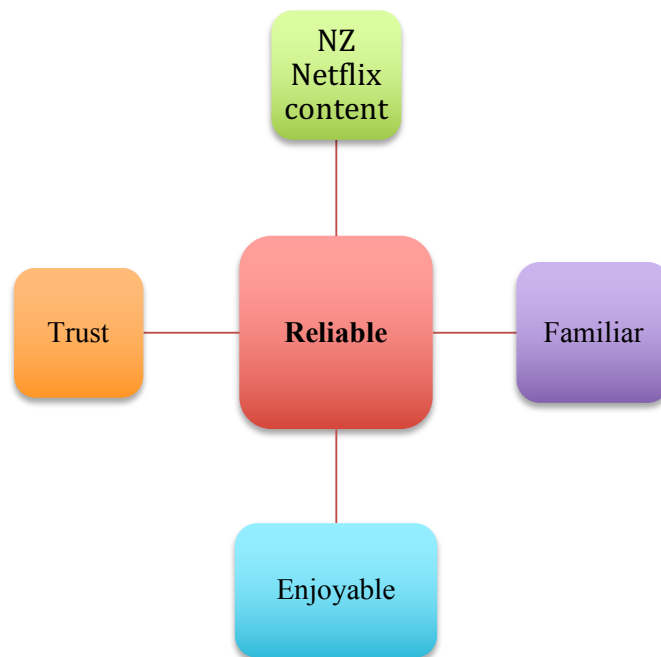 NZ
Netflix
content
Trust
Reliable
Familiar
Enjoyable